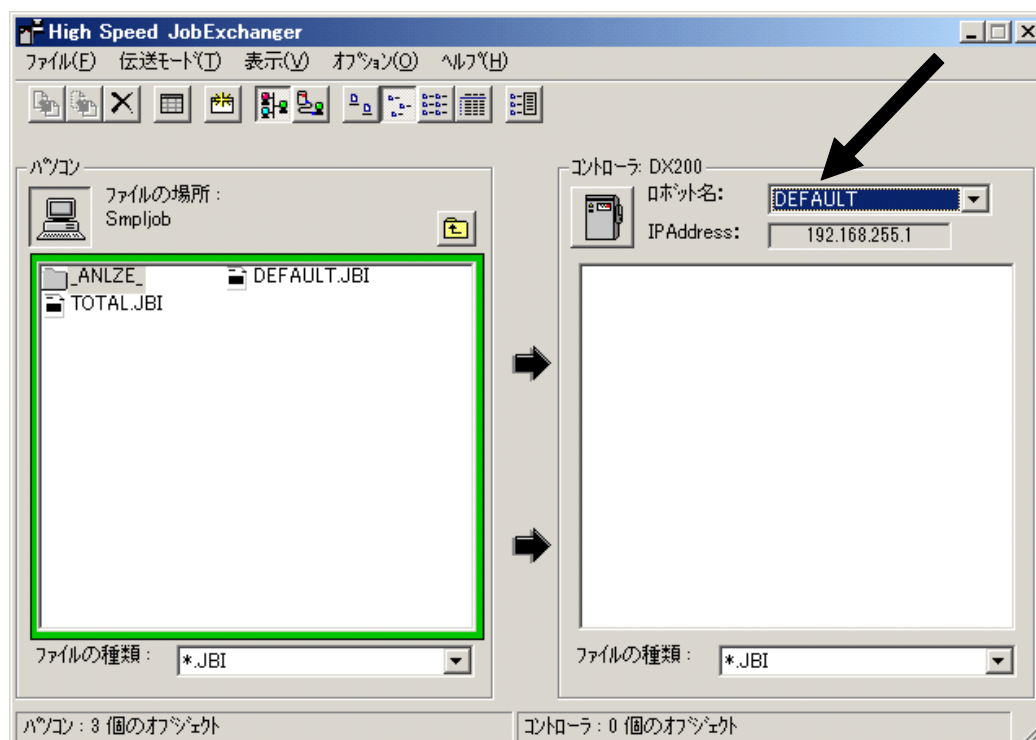 High Speed JobExchanger
ファイル(F) 伝送モード(T) 表示(V) オプション(O) ヘルプ(H)
パソコン
ファイルの場所 :
Smpljob
_ANLZE_ DEFAULT.JBI
TOTAL.JBI
ファイルの種類 : *.JBI
コントローラ: DX200
ロボット名: DEFAULT
IPAddress: 192.168.255.1
ファイルの種類 : *.JBI
パソコン : 3 個のオブジェクト
コントローラ : 0 個のオブジェクト